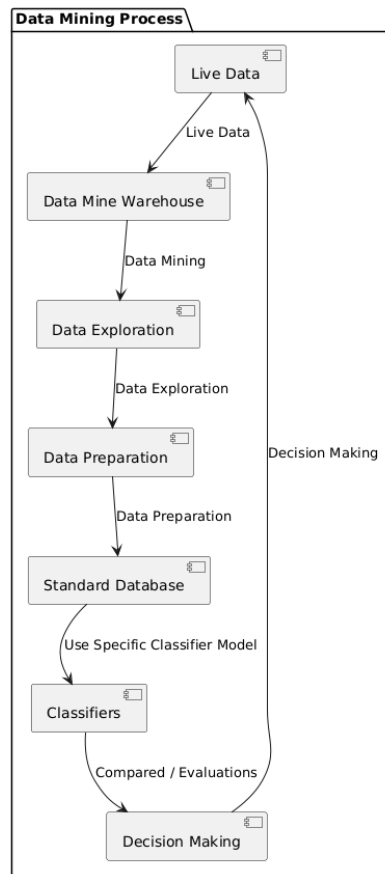 Data Mining Process
Live Data
Live Data
Data Mine Warehouse
Data Mining
Data Exploration
Data Exploration
Data Preparation
Decision Making
Data Preparation
Standard Database
Use Specific Classifier Model
Classifiers
Compared / Evaluations
Decision Making